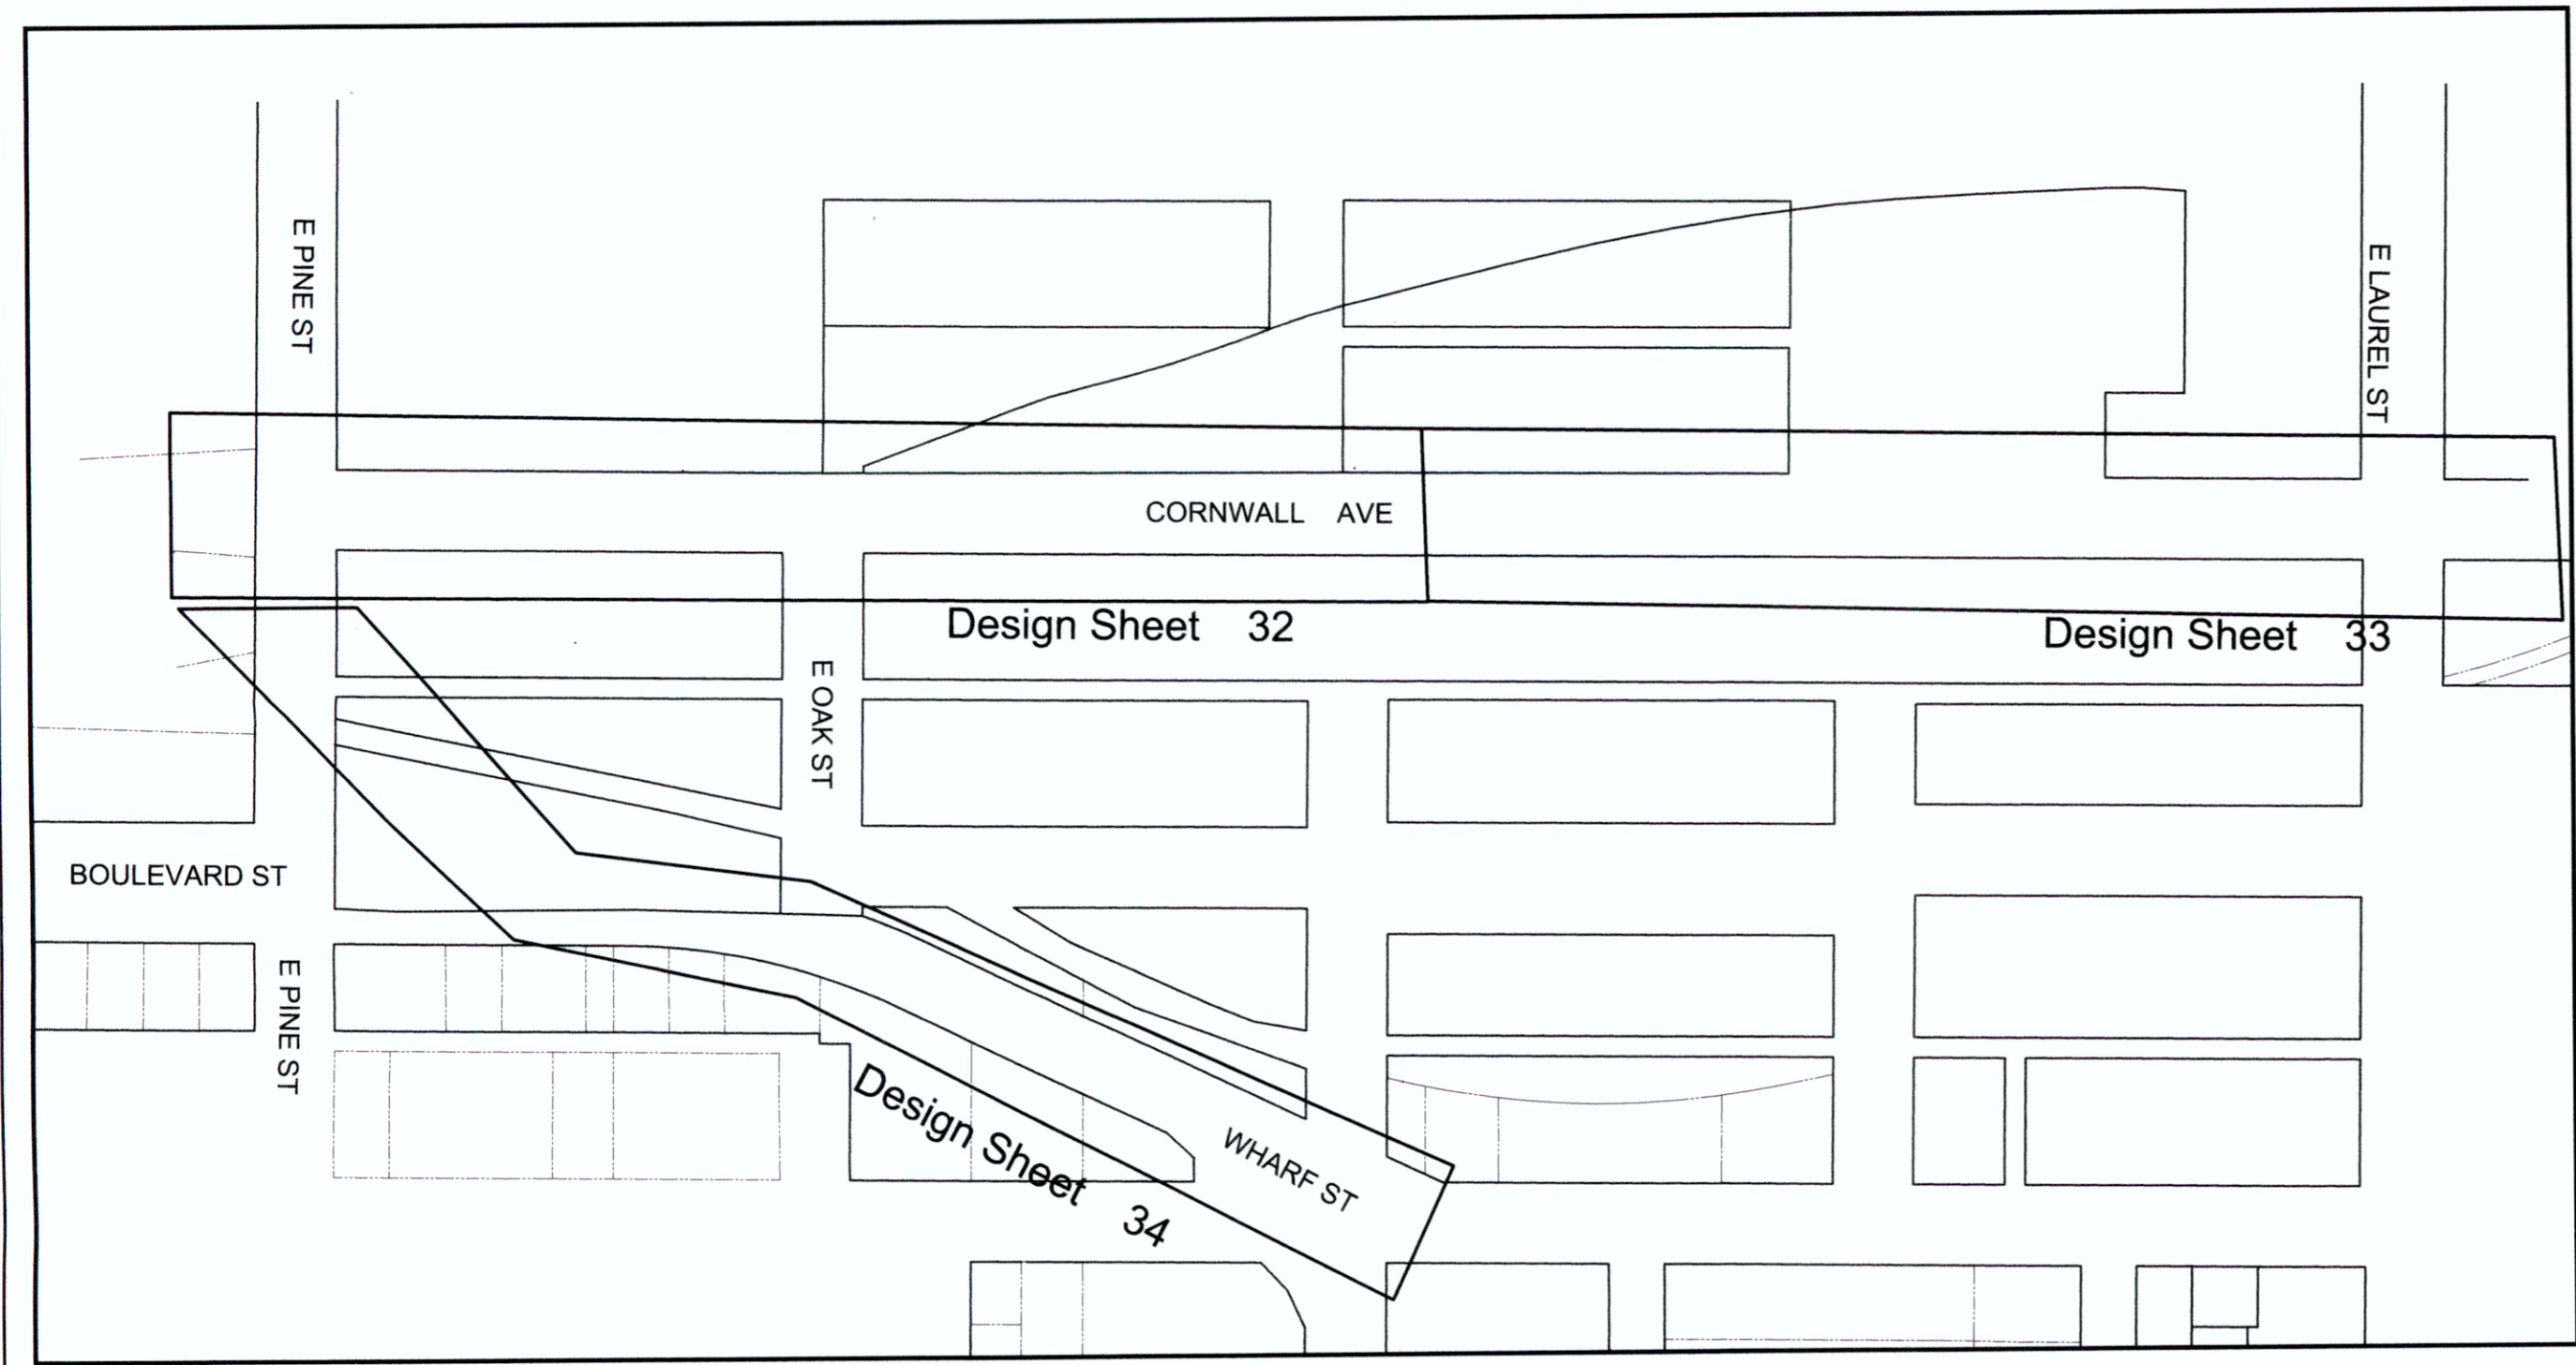 E PINE ST
E LAUREL ST
CORNWALL AVE
Design Sheet 32
Design Sheet 33
E OAK ST
BOULEVARD ST
E PINE ST
Design Sheet 34
WHARF ST